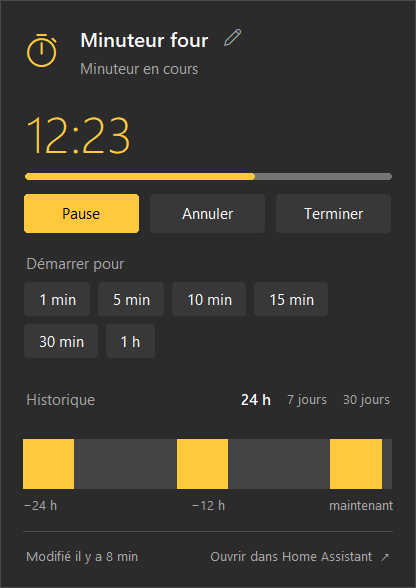 Minuteur four
Minuteur en cours
12:23
Pause Annuler Terminer
Démarrer pour
1 min 5 min 10 min 15 min
30 min 1 h
Historique 24 h 7 jours 30 jours
−24 h −12 h maintenant
Modifié il y a 8 min Ouvrir dans Home Assistant ↗